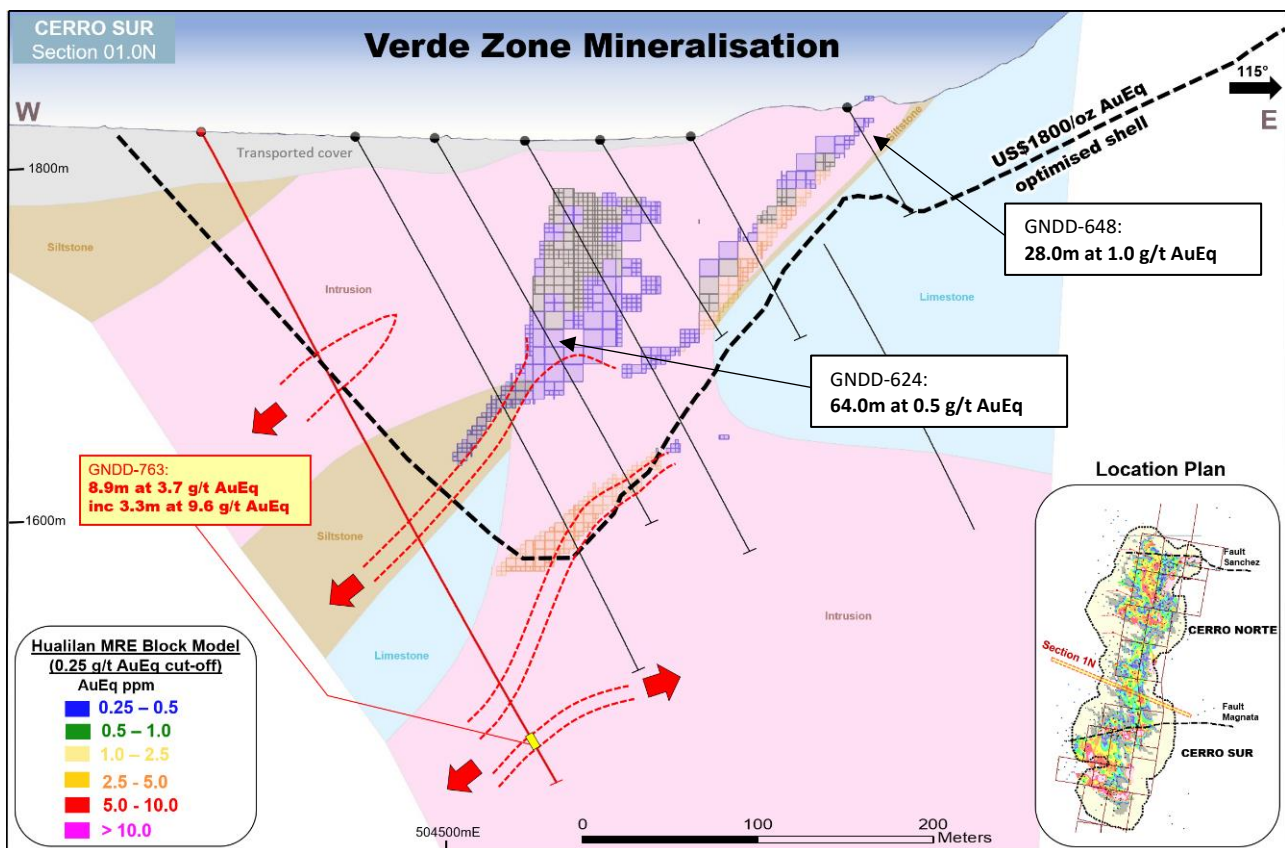 CERRO SUR
Section 01.0N
Verde Zone Mineralisation
115°
W
E
US$1800/oz AuEq
optimised shell
Transported cover
1800m
Siltstone
Siltstone
GNDD-648:
28.0m at 1.0 g/t AuEq
Intrusion
Limestone
GNDD-624:
64.0m at 0.5 g/t AuEq
GNDD-763:
8.9m at 3.7 g/t AuEq
inc 3.3m at 9.6 g/t AuEq
1600m
Siltstone
Limestone
Intrusion
Location Plan
Fault
Sanchez
CERRO NORTE
Section 1N
Fault
Magnata
CERRO SUR
Hualilan MRE Block Model
(0.25 g/t AuEq cut-off)
AuEq ppm
0.25 – 0.5
0.5 – 1.0
1.0 – 2.5
2.5 - 5.0
5.0 - 10.0
> 10.0
504500mE
0
100
200
Meters